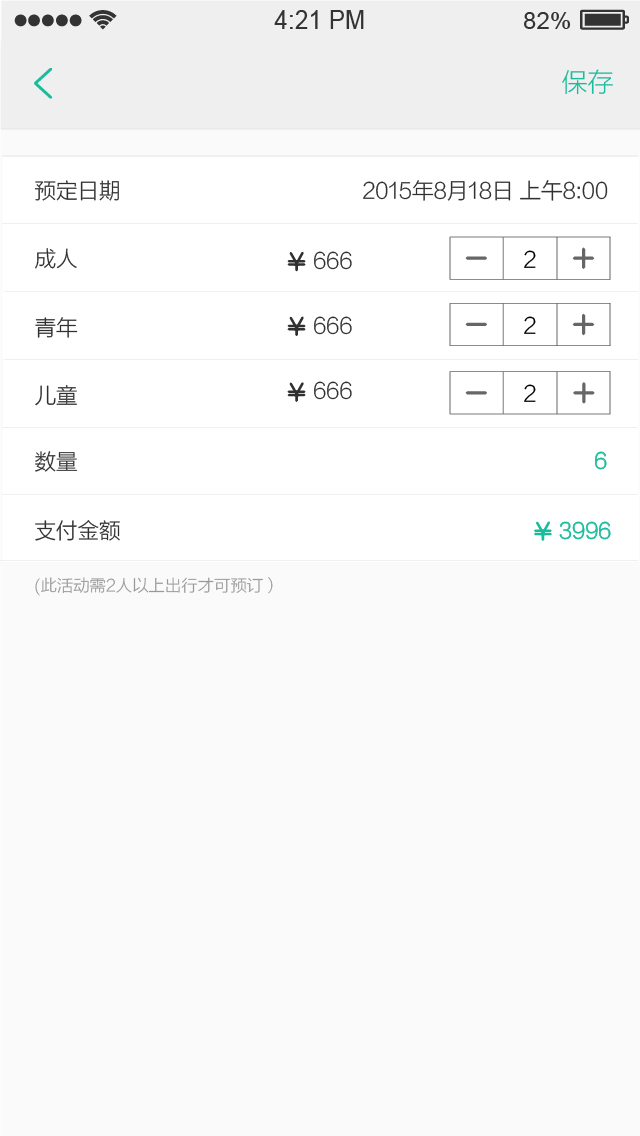 4:21 PM 82%
保存
预定日期 2015年8月18日 上午8:00
成人 ¥ 666 2
青年 ¥ 666 2
儿童 ¥ 666 2
数量 6
支付金额 ¥ 3996
(此活动需2人以上出行才可预订 )